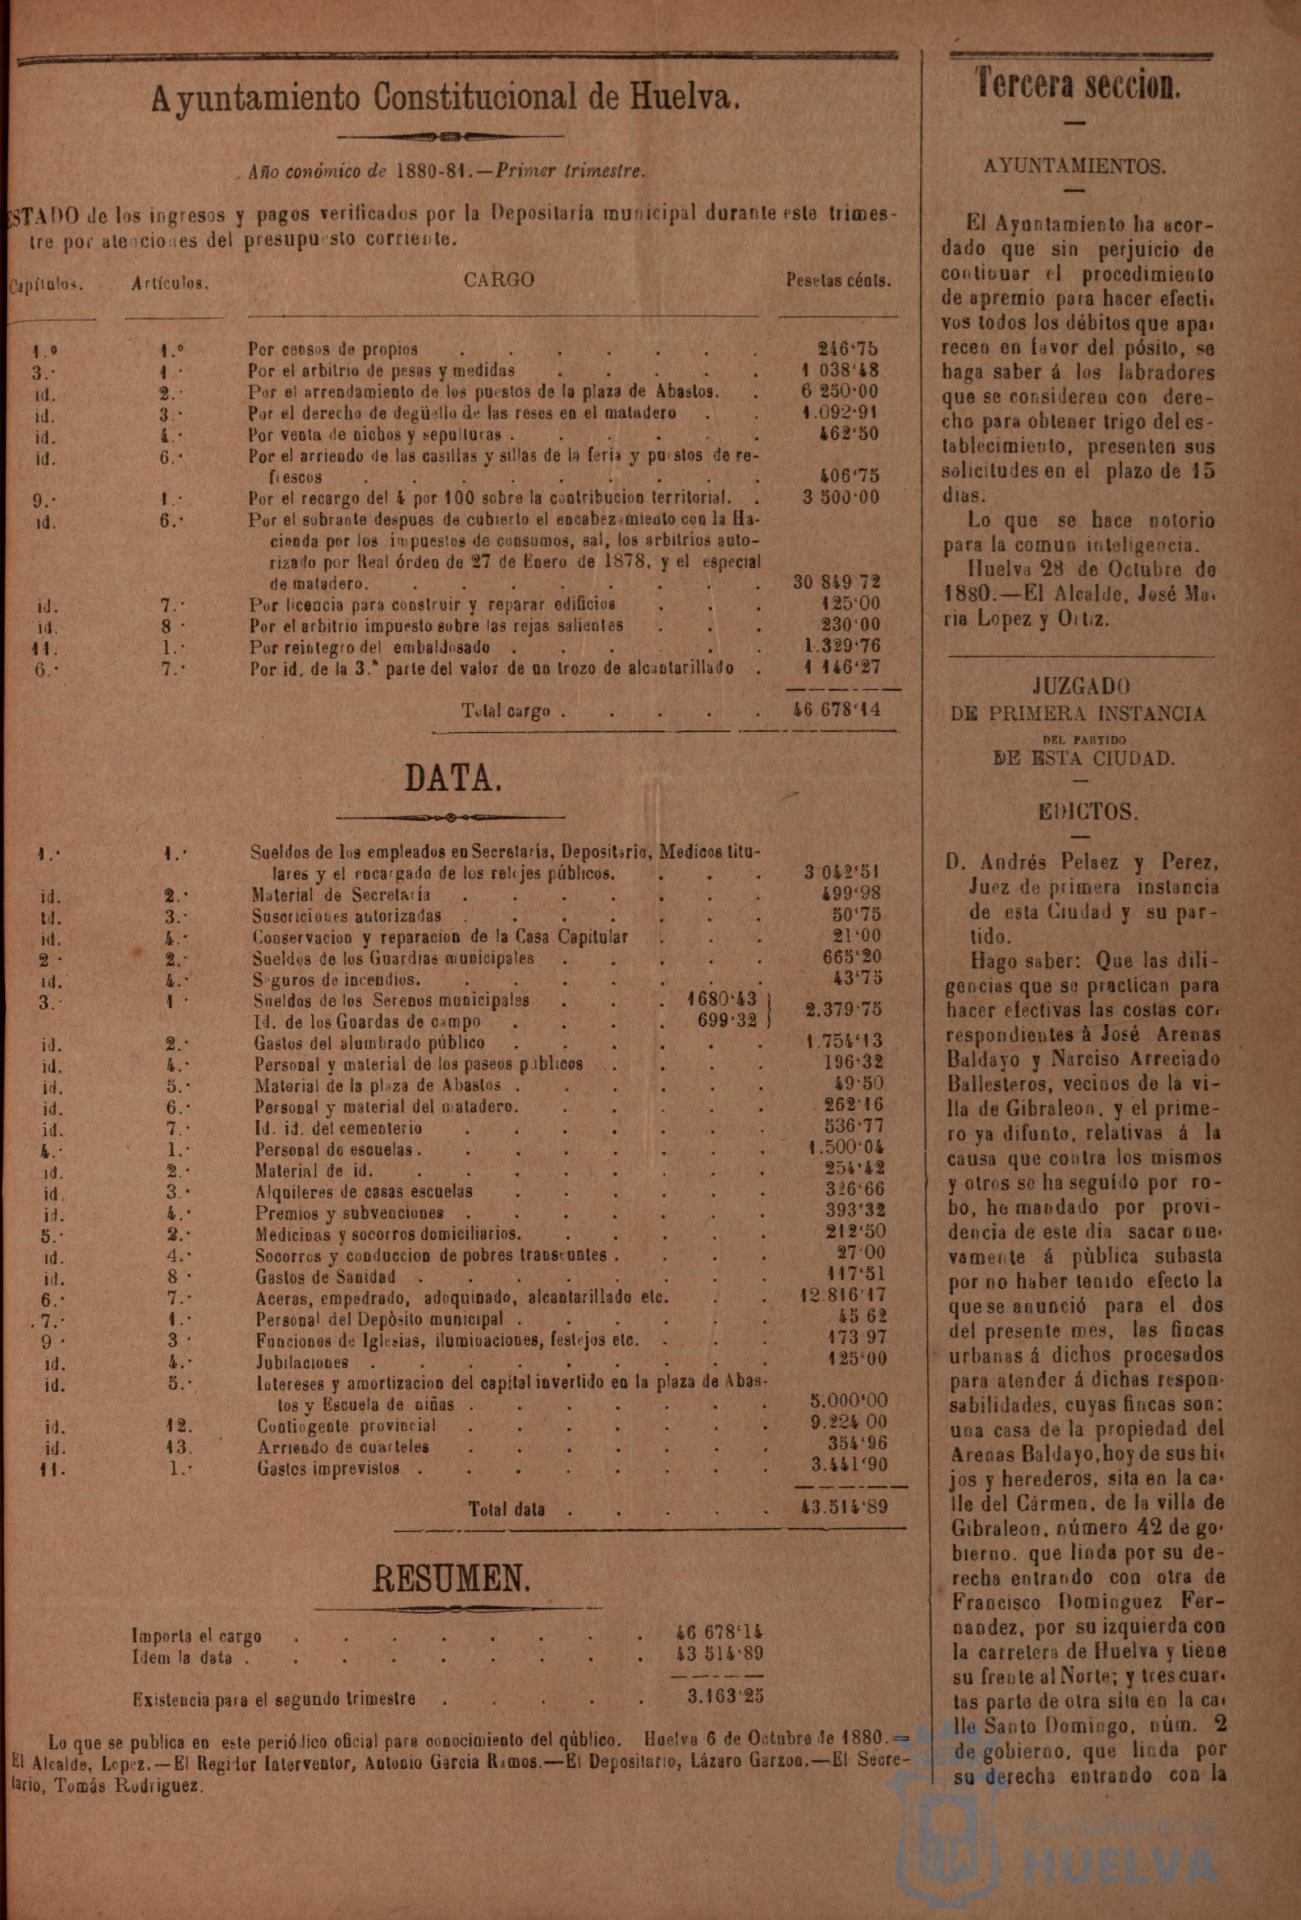 Ayuntamiento Constitucional de Huelva.
Año conómico de 1880-81.—Primer trimestre.
ESTADO de los ingresos y pagos verificados por la Depositaría municipal durante este trimes-
tre por atenciones del presupuesto corriente.
Capítulos. Artículos. CARGO Pesetas cénts.
1.º 1.º Por censos de propios 246'75
3.º 1.º Por el arbitrio de pesas y medidas 1 038'48
id. 2.º Por el arrendamiento de los puestos de la plaza de Abastos. 6 250'00
id. 3.º Por el derecho de degüello de las reses en el matadero 1.092'91
id. 4.º Por venta de nichos y sepulturas 462'50
id. 6.º Por el arriendo de las casillas y sillas de la feria y puestos de re-
frescos 406'75
9.º 1.º Por el recargo del 4 por 100 sobre la contribucion territorial. 3 500'00
id. 6.º Por el sobrante despues de cubierto el encabezamiento con la Ha-
cienda por los impuestos de consumos, sal, los arbitrios auto-
rizado por Real órden de 27 de Enero de 1878, y el especial
de matadero. 30 849 72
id. 7.º Por licencia para construir y reparar edificios 125'00
id. 8º Por el arbitrio impuesto sobre las rejas salientes 230'00
11. 1.º Por reintegro del embaldosado 1.329'76
6.º 7.º Por id. de la 3.ª parte del valor de un trozo de alcantarillado 1 146'27
Total cargo 46 678'14
DATA.
1.º 1.º Sueldos de los empleados en Secretaría, Depositario, Medicos titu-
lares y el encargado de los relojes públicos. 3 042'51
id. 2.º Material de Secretaría 499'98
id. 3.º Suscriciones autorizadas 50'75
id. 4.º Conservacion y reparacion de la Casa Capitular 21'00
2º 2.º Sueldos de los Guardias municipales 665'20
id. 4.º Seguros de incendios. 43'75
3.º 1º Sueldos de los Serenos municipales 1680'43
Id. de los Guardas de campo 699'32 } 2.379'75
id. 2.º Gastos del alumbrado público 1.754'13
id. 4.º Personal y material de los paseos públicos 196'32
id. 5.º Material de la plaza de Abastos 49'50
id. 6.º Personal y material del matadero. 262'16
id. 7.º Id. id. del cementerio 536'77
4.º 1.º Personal de escuelas 1.500'04
id. 2.º Material de id. 254'42
id. 3.º Alquileres de casas escuelas 326'66
id. 4.º Premios y subvenciones 393'32
5.º 2.º Medicinas y socorros domiciliarios. 212'50
id. 4.º Socorros y conduccion de pobres transeuntes 27'00
id. 8º Gastos de Sanidad 117'51
6.º 7.º Aceras, empedrado, adoquinado, alcantarillado etc. 12.816'17
7.º 1.º Personal del Depòsito municipal 45 62
9º 3º Funciones de Iglesias, iluminaciones, festejos etc. 173 97
id. 4.º Jubilaciones 125'00
id. 5.º Intereses y amortizacion del capital invertido en la plaza de Abas-
tos y Escuela de niñas 5.000'00
id. 12. Contingente provincial 9.224 00
id. 13. Arriendo de cuarteles 354'96
11. 1.º Gastos imprevistos 3.441'90
Total data 43.514'89
RESUMEN.
Importa el cargo 46 678'14
Idem la data 43 514'89
Existencia para el segundo trimestre 3.163'25
Lo que se publica en este periódico oficial para conocimiento del qúblico. Huelva 6 de Octubre de 1880.—
El Alcalde, Lopez.—El Regidor Interventor, Antonio García Ramos.—El Depositario, Lázaro Garzon.—El Secre-
tario, Tomás Rodriguez.
Tercera seccion.
AYUNTAMIENTOS.
El Ayuntamiento ha acor-
dado que sin perjuicio de
continuar el procedimiento
de apremio para hacer efecti-
vos todos los débitos que apa-
recen en favor del pósito, se
haga saber á los labradores
que se consideren con dere-
cho para obtener trigo del es-
tablecimiento, presenten sus
solicitudes en el plazo de 15
dias.
Lo que se hace notorio
para la comun inteligencia.
Huelva 28 de Octubre de
1880.—El Alcalde, José Ma-
ria Lopez y Ortiz.
JUZGADO
DE PRIMERA INSTANCIA
DEL PARTIDO
DE ESTA CIUDAD.
EDICTOS.
D. Andrés Pelaez y Perez,
Juez de primera instancia
de esta Ciudad y su par-
tido.
Hago saber: Que las dili-
gencias que se practican para
hacer efectivas las costas cor-
respondientes à José Arenas
Baldayo y Narciso Arreciado
Ballesteros, vecinos de la vi-
lla de Gibraleon, y el prime-
ro ya difunto, relativas á la
causa que contra los mismos
y otros se ha seguido por ro-
bo, he mandado por provi-
dencia de este dia sacar nue-
vamente á pùblica subasta
por no haber tenido efecto la
que se anunció para el dos
del presente mes, las fincas
urbanas á dichos procesados
para atender á dichas respon-
sabilidades, cuyas fincas son:
una casa de la propiedad del
Arenas Baldayo, hoy de sus hi-
jos y herederos, sita en la ca-
lle del Cármen, de la villa de
Gibraleon, número 42 de go-
bierno. que linda por su de-
recha entrando con otra de
Francisco Dominguez Fer-
nandez, por su izquierda con
la carretera de Huelva y tiene
su frente al Norte; y tres cuar-
tas parte de otra sita en la ca-
lle Santo Domingo, nùm. 2
de gobierno, que linda por
su derecha entrando con la
Ayuntamiento de
HUELVA